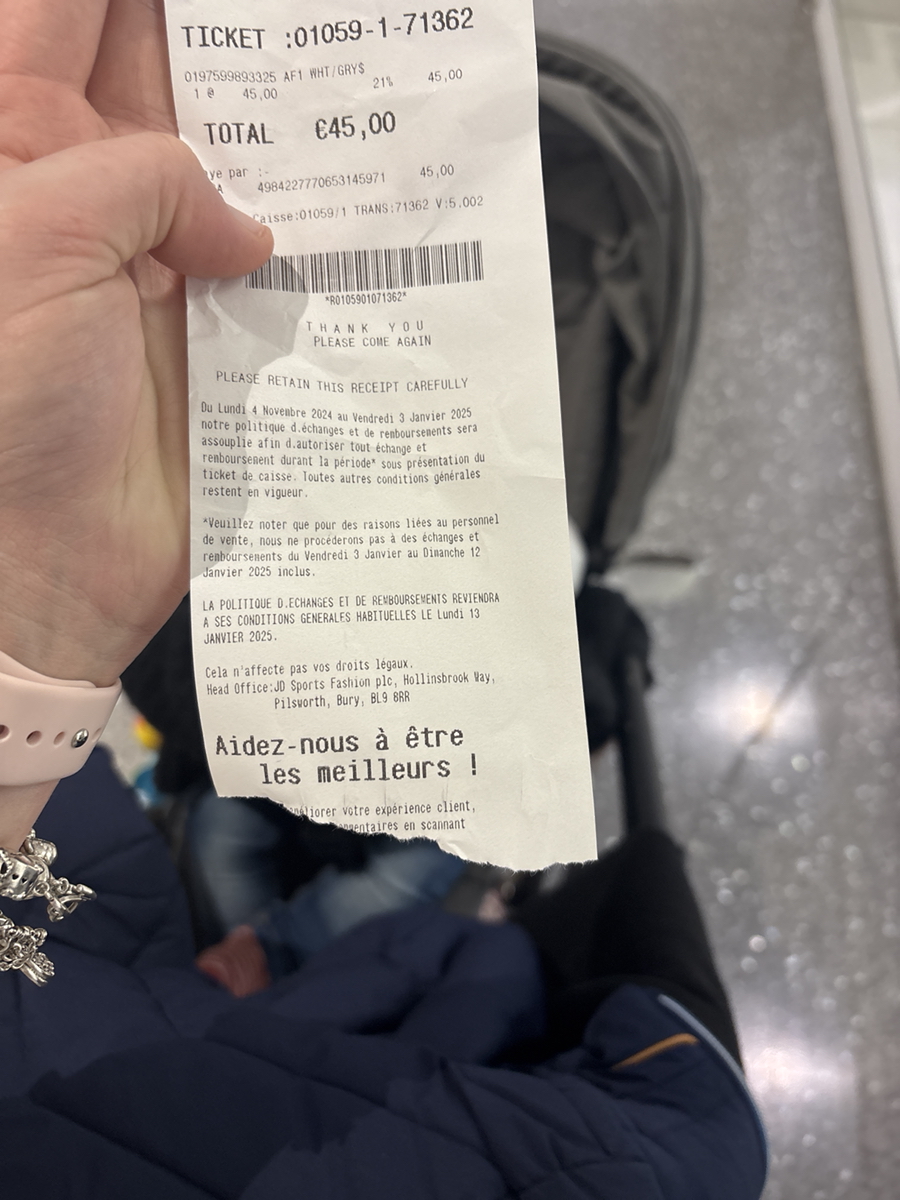 TICKET :01059-1-71362
0197599893325 AF1 WHT/GRY$ 21% 45,00
1 @ 45,00
TOTAL €45,00
par :-
4984227770653145971 45,00
Caisse:01059/1 TRANS:71362 V:5.002
*R0105901071362*
THANK YOU
PLEASE COME AGAIN
PLEASE RETAIN THIS RECEIPT CAREFULLY
Du Lundi 4 Novembre 2024 au Vendredi 3 Janvier 2025
notre politique d.échanges et de remboursements sera
assouplie afin d.autoriser tout échange et
remboursement durant la période* sous présentation du
ticket de caisse. Toutes autres conditions générales
restent en vigueur.
*Veuillez noter que pour des raisons liées au personnel
de vente, nous ne procéderons pas à des échanges et
remboursements du Vendredi 3 Janvier au Dimanche 12
Janvier 2025 inclus.
LA POLITIQUE D.ECHANGES ET DE REMBOURSEMENTS REVIENDRA
A SES CONDITIONS GENERALES HABITUELLES LE Lundi 13
JANVIER 2025.
Cela n'affecte pas vos droits légaux.
Head Office:JD Sports Fashion plc, Hollinsbrook Way,
Pilsworth, Bury, BL9 8RR
Aidez-nous à être
les meilleurs !
votre expérience client,
en scannant